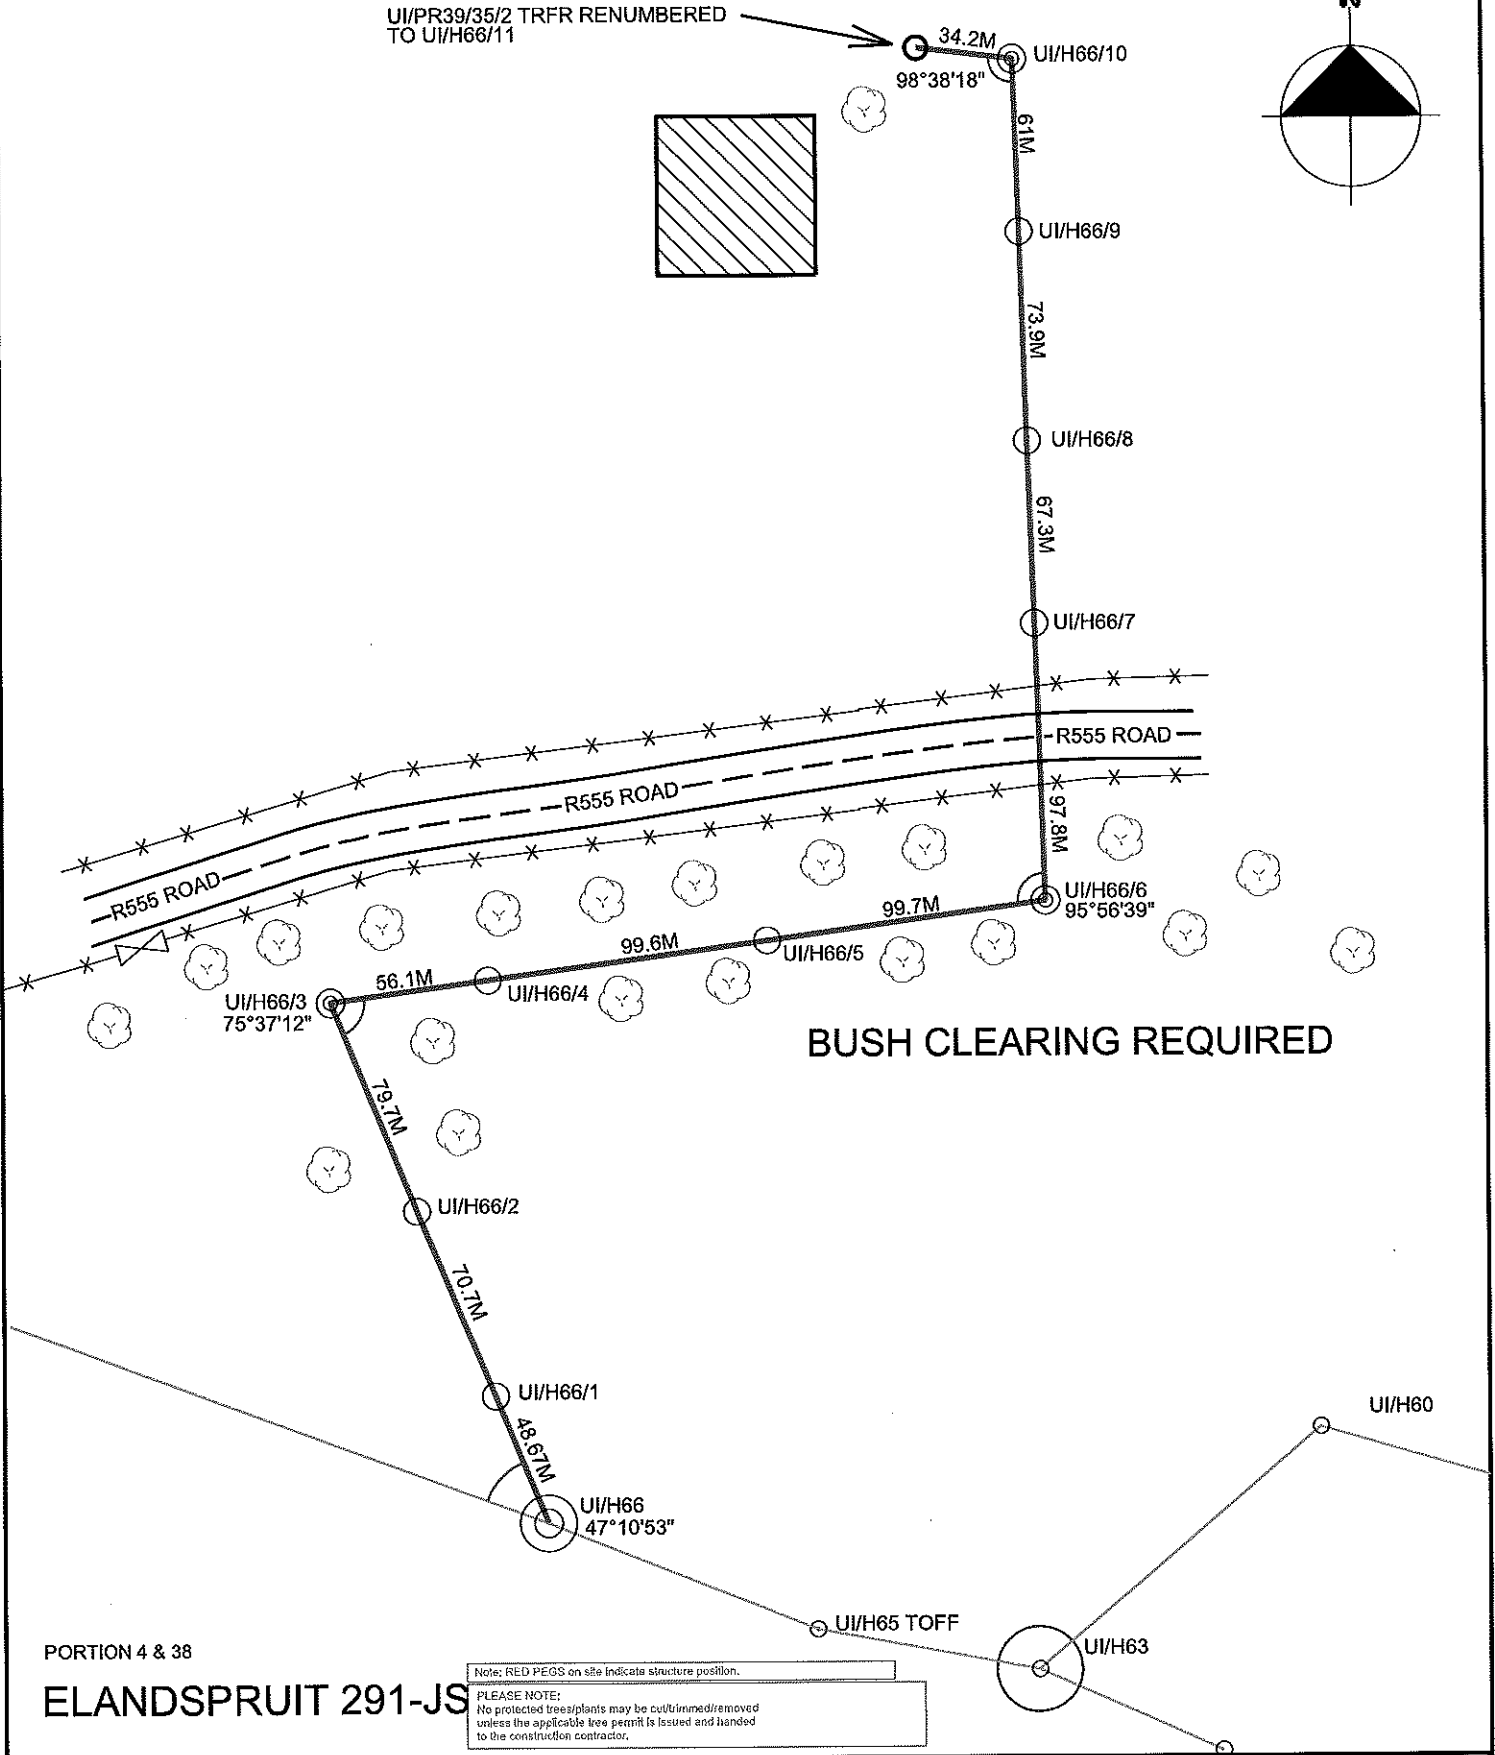 UI/PR39/35/2 TRFR RENUMBERED
TO UI/H66/11
34.2M
UI/H66/10
98°38'18"
61M
UI/H66/9
73.9M
UI/H66/8
67.3M
UI/H66/7
R555 ROAD
R555 ROAD
R555 ROAD
97.8M
UI/H66/6
95°56'39"
99.7M
99.6M
UI/H66/5
56.1M
UI/H66/4
UI/H66/3
75°37'12"
BUSH CLEARING REQUIRED
79.7M
UI/H66/2
70.7M
UI/H66/1
48.67M
UI/H60
UI/H66
47°10'53"
UI/H65 TOFF
UI/H63
PORTION 4 & 38
ELANDSPRUIT 291-JS
Note: RED PEGS on site indicate structure position.
PLEASE NOTE:
No protected trees/plants may be cut/trimmed/removed
unless the applicable tree permit is issued and handed
to the construction contractor.